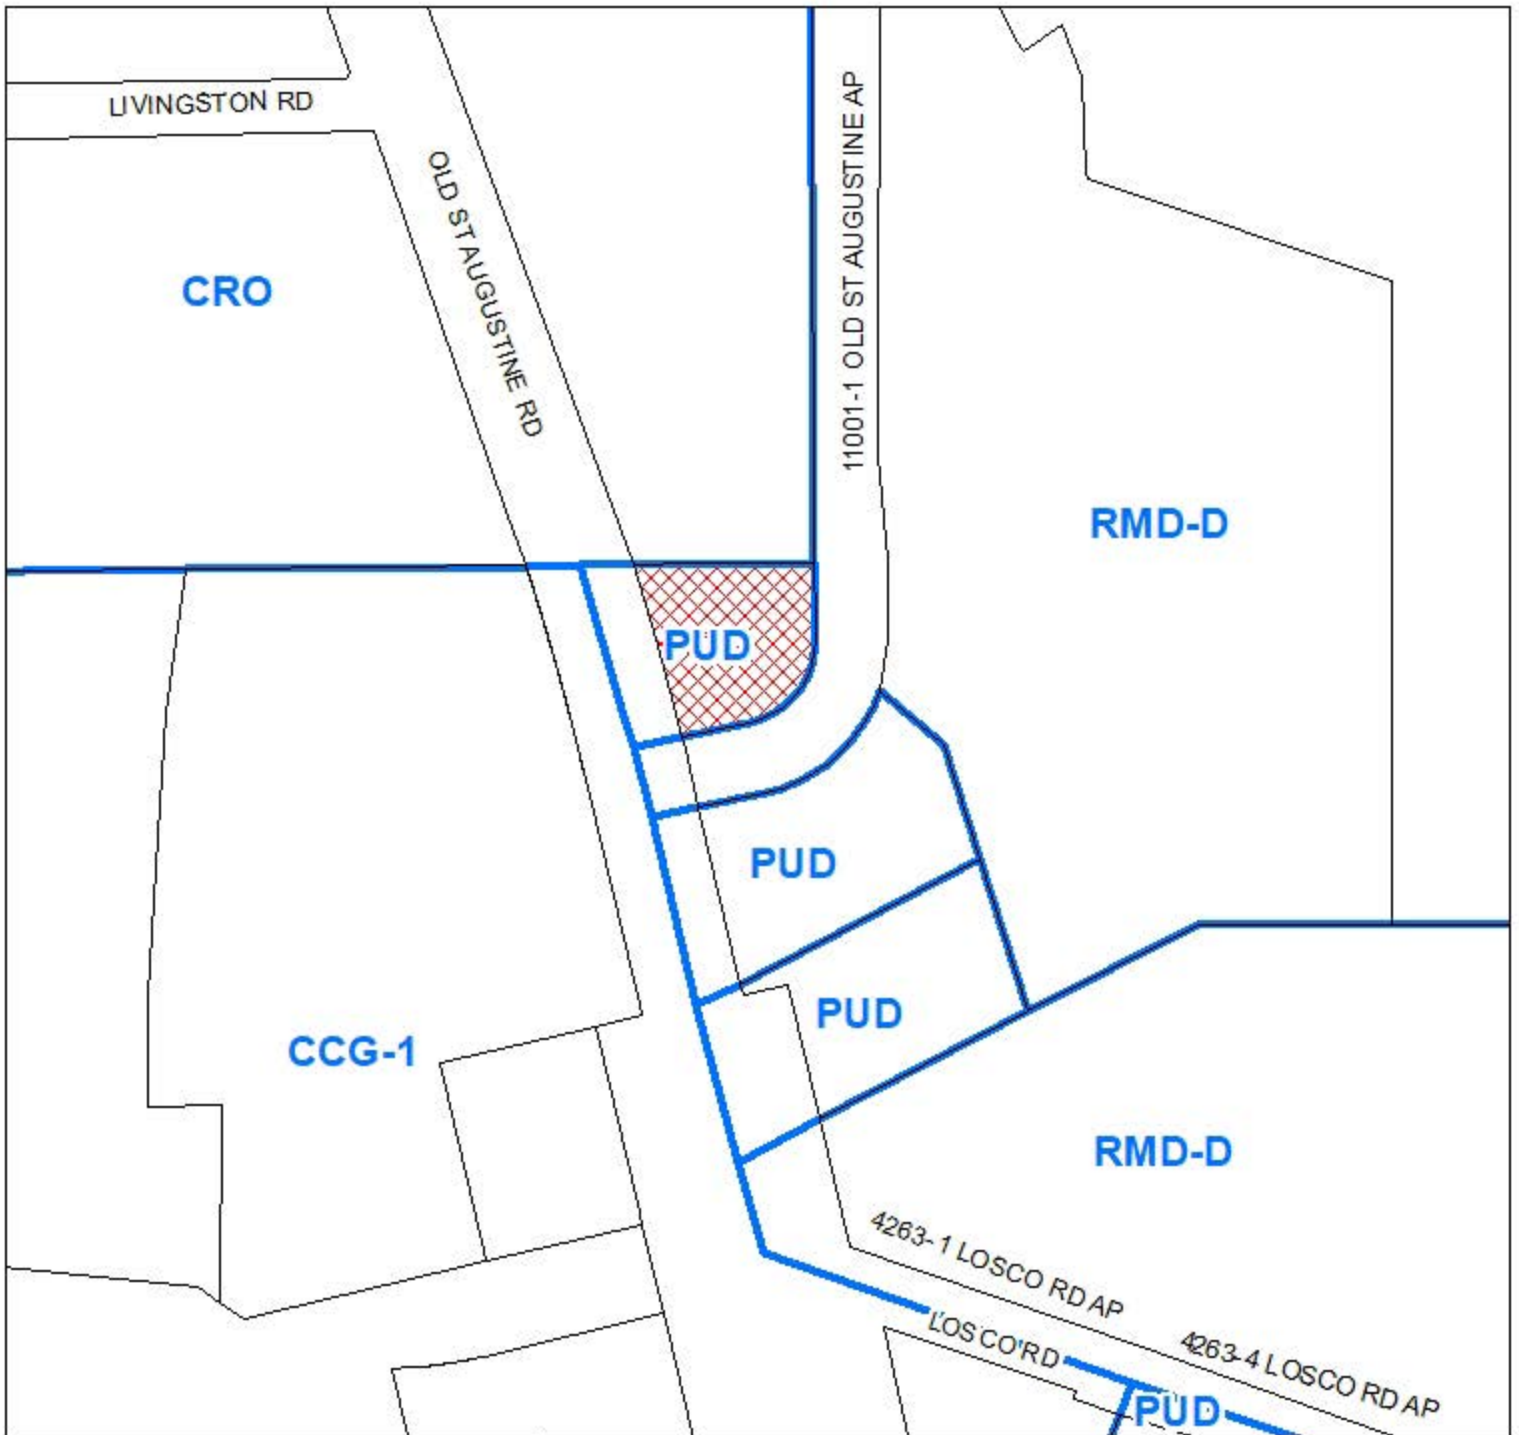 LIVINGSTON RD
OLD ST AUGUSTINE RD
11001-1 OLD ST AUGUSTINE AP
CRO
RMD-D
PUD
PUD
PUD
CCG-1
RMD-D
4263-1 LOSCO RD AP
LOSCO RD
4263-4 LOSCO RD AP
PUD